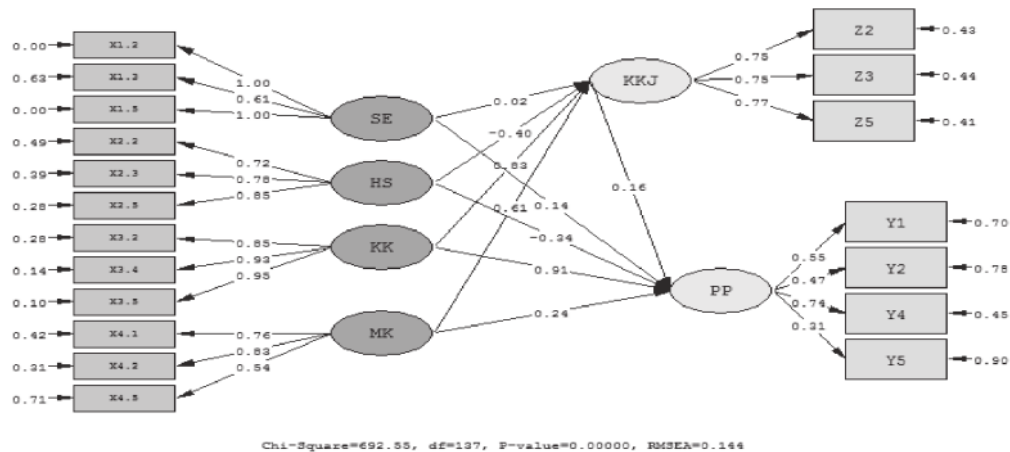 0.00 X1.2
0.63 X1.3
0.00 X1.5
0.49 X2.2
0.39 X2.3
0.28 X2.5
0.28 X3.2
0.14 X3.4
0.10 X3.5
0.42 X4.1
0.31 X4.2
0.71 X4.5
1.00
0.61
1.00
0.72
0.78
0.85
0.85
0.93
0.95
0.76
0.83
0.54
SE
HS
KK
MK
0.02
-0.40
0.83
0.61
0.14
-0.34
0.91
0.24
0.16
KKJ
PP
0.75
0.75
0.77
0.55
0.47
0.74
0.31
Z2 0.43
Z3 0.44
Z5 0.41
Y1 0.70
Y2 0.78
Y4 0.45
Y5 0.90
Chi-Square=692.55, df=137, P-value=0.00000, RMSEA=0.144